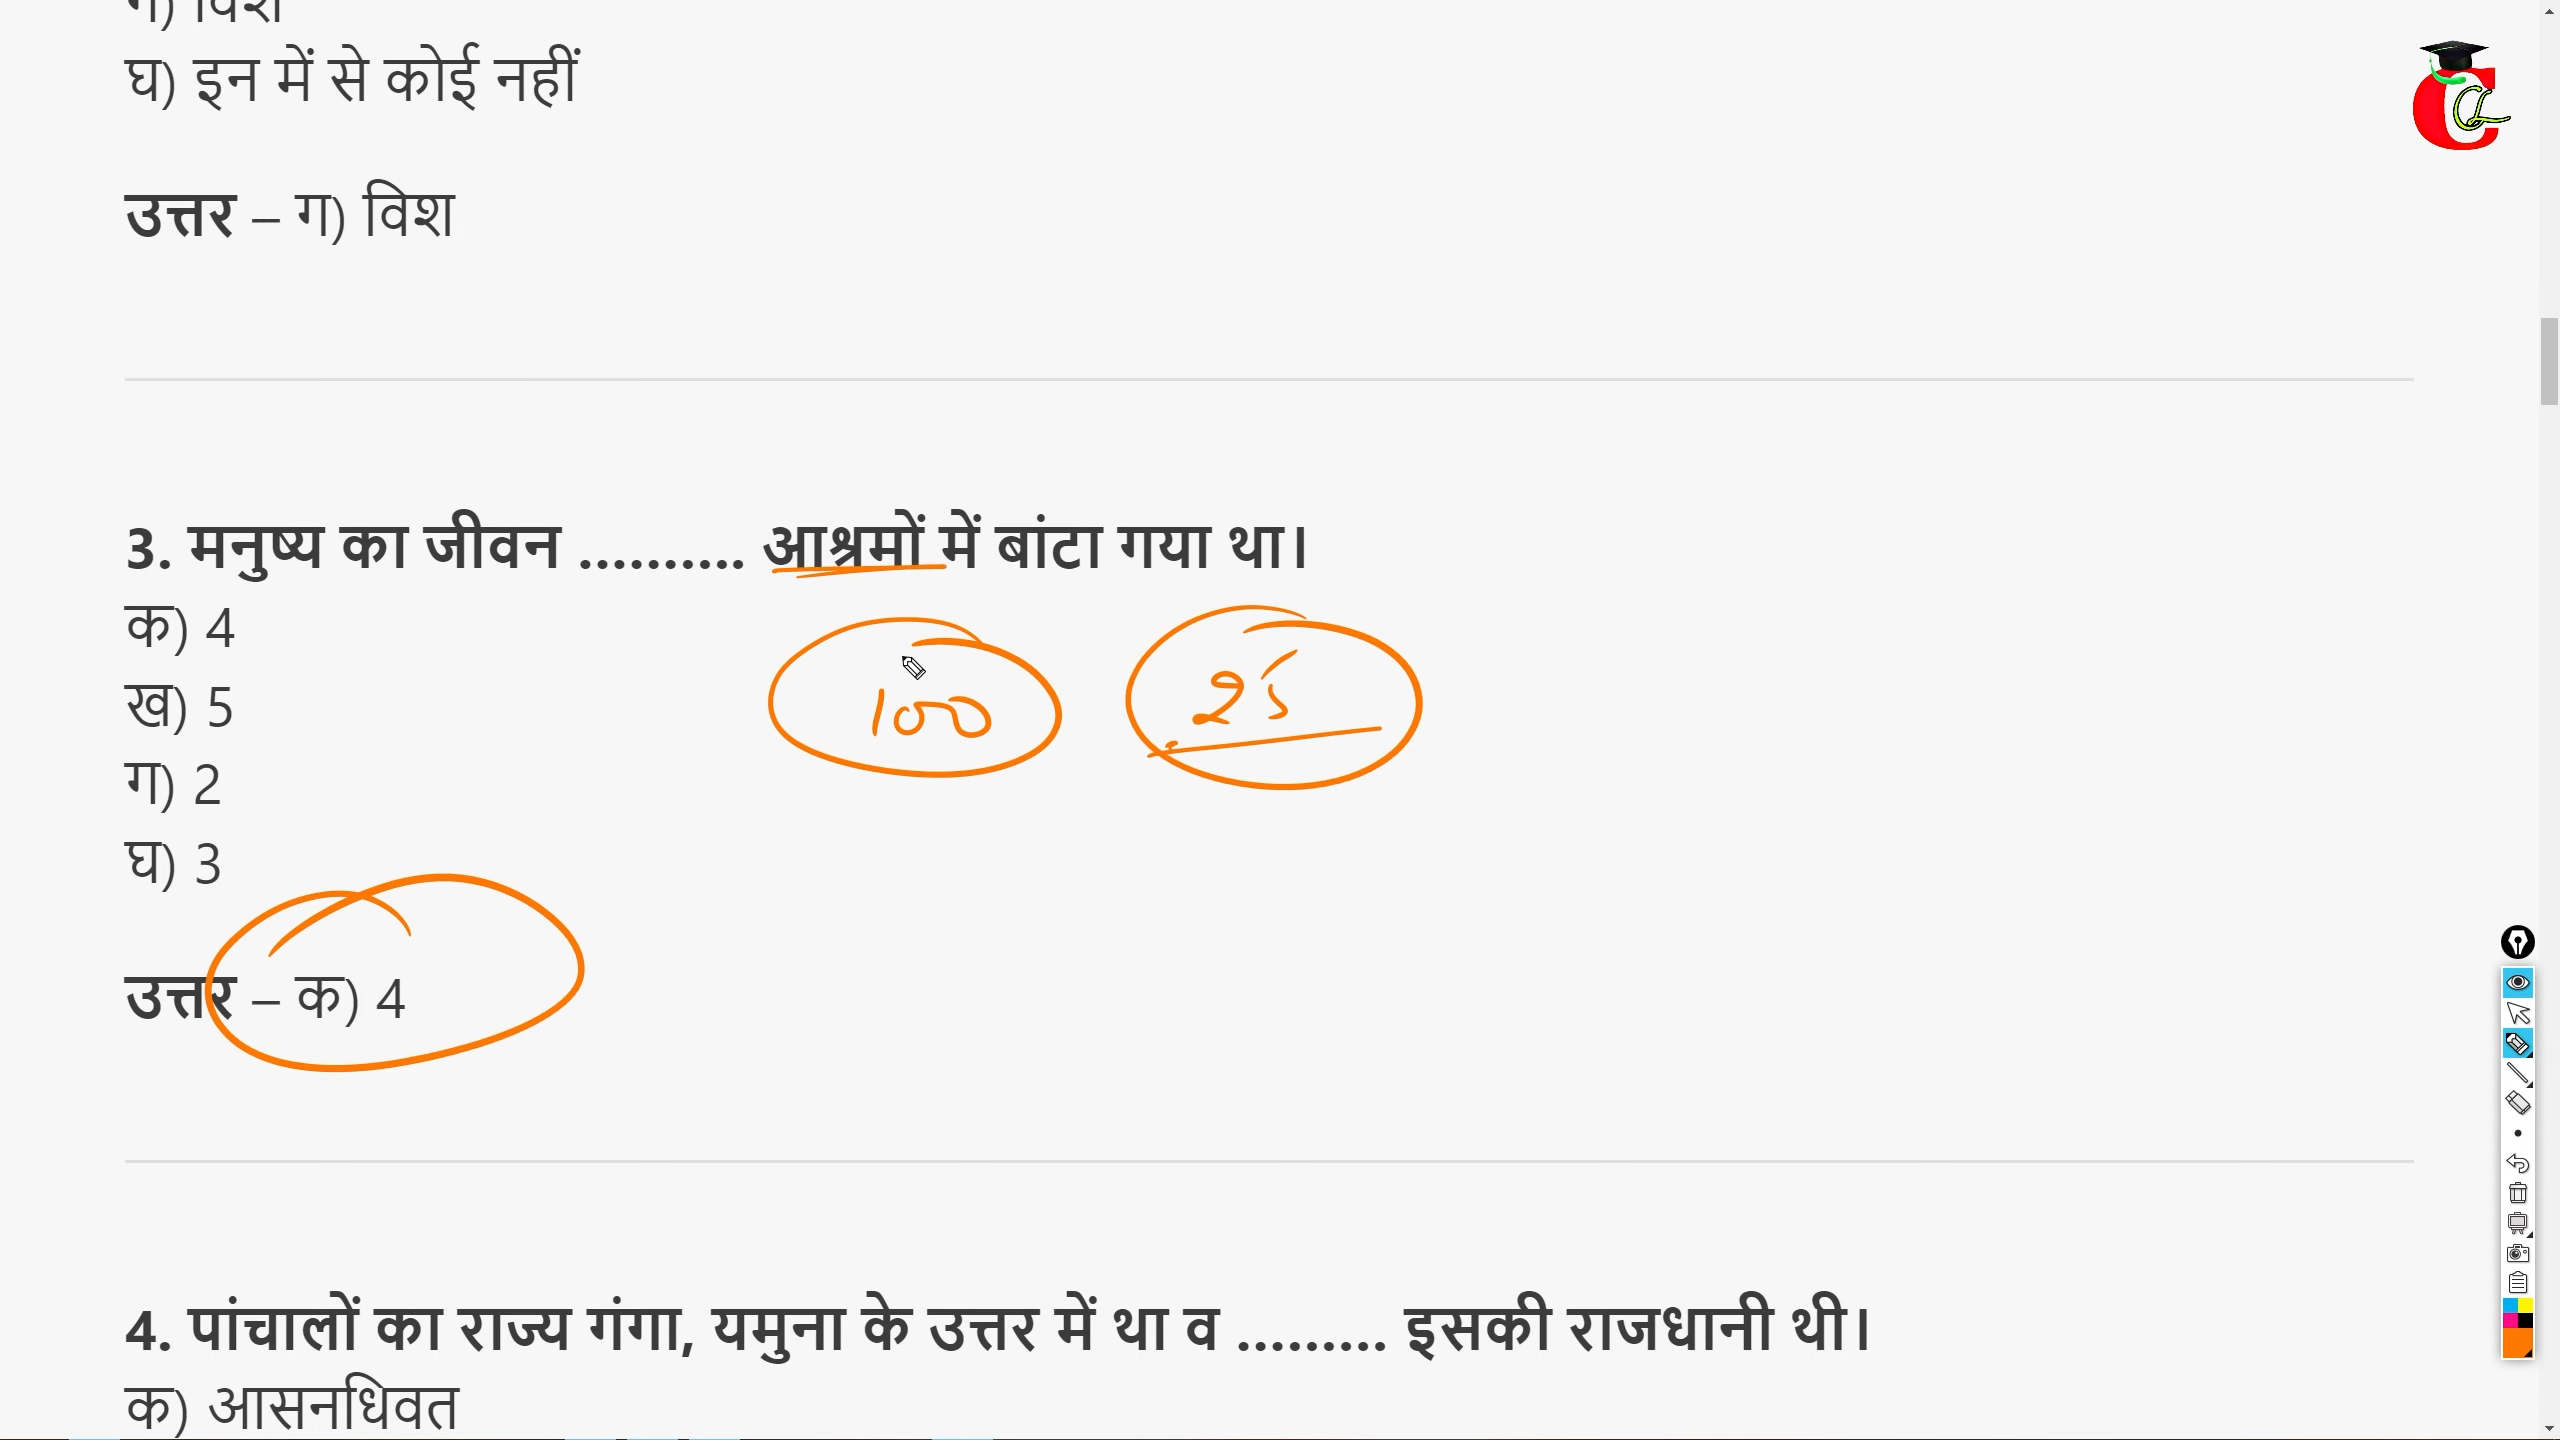 ग) विश
घ) इन में से कोई नहीं
उत्तर – ग) विश
3. मनुष्य का जीवन .......... आश्रमों में बांटा गया था।
क) 4
100
25
ख) 5
ग) 2
घ) 3
उत्तर – क) 4
4. पांचालों का राज्य गंगा, यमुना के उत्तर में था व ......... इसकी राजधानी थी।
क) आसनधिवत